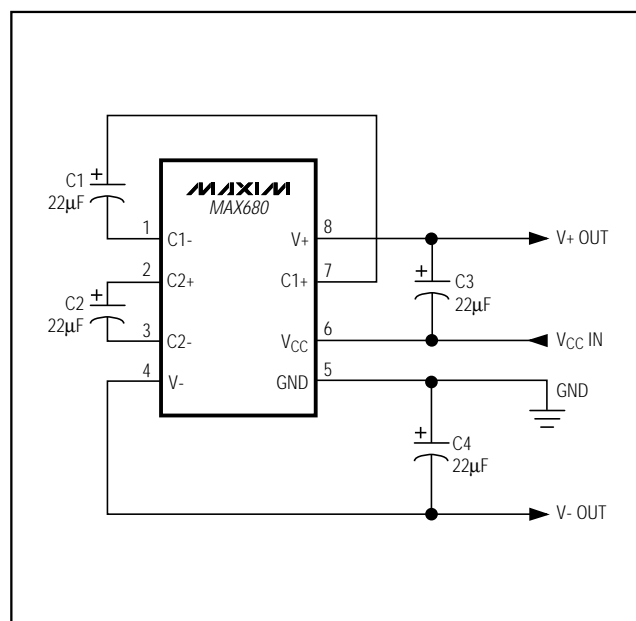 C1
+
22µF
MAXIM
MAX680
1
C1-
V+
8
V+ OUT
2
C2+
C1+
7
+
C3
22µF
C2
+
22µF
3
C2-
VCC
6
VCC IN
4
V-
GND
5
GND
+
C4
22µF
V- OUT